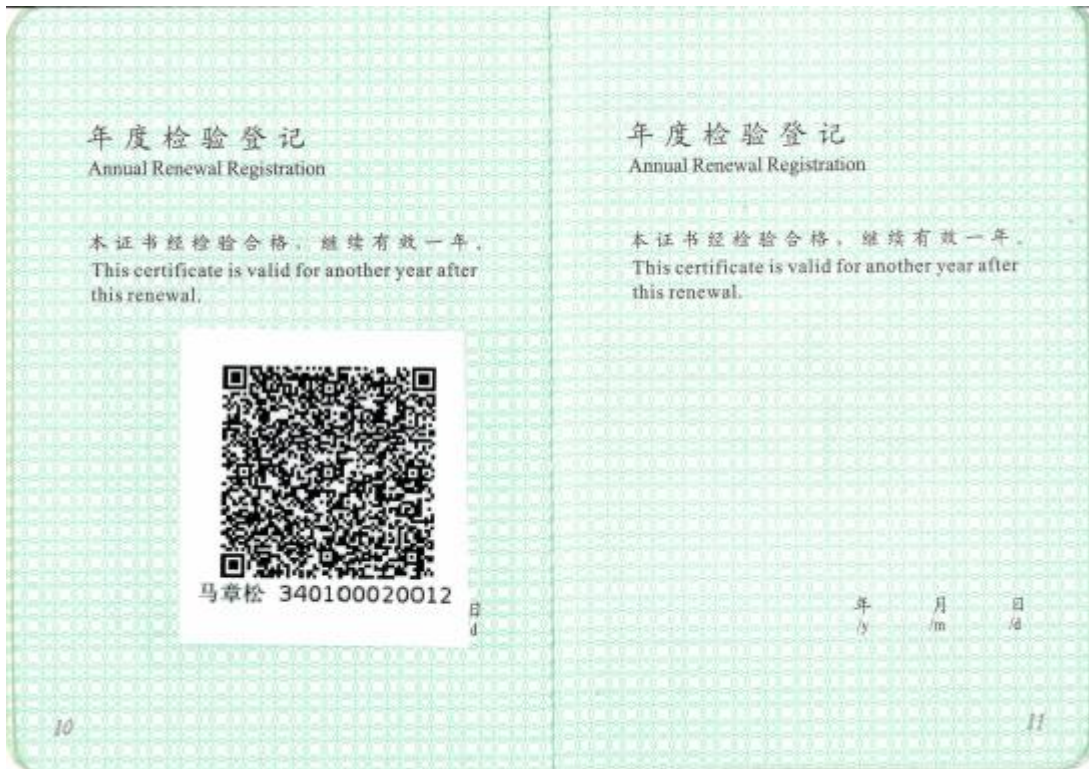 年度检验登记
Annual Renewal Registration
本证书经检验合格，继续有效一年。
This certificate is valid for another year after
this renewal.
马章松 340100020012
日
d
10
年度检验登记
Annual Renewal Registration
本证书经检验合格，继续有效一年。
This certificate is valid for another year after
this renewal.
年 月 日
/y /m /d
11